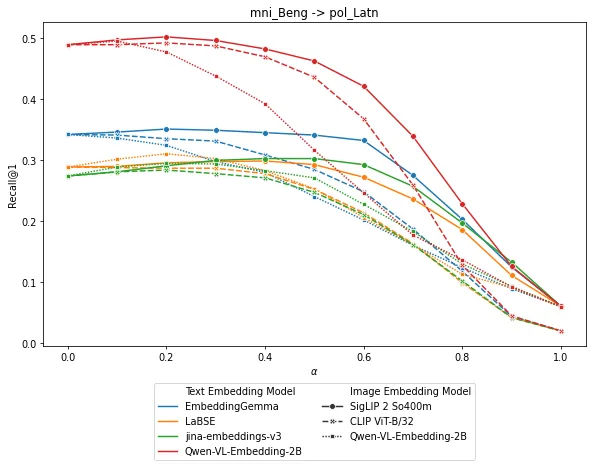 mni_Beng -> pol_Latn
Recall@1
0.5
0.4
0.3
0.2
0.1
0.0
0.0 0.2 0.4 0.6 0.8 1.0
α
Text Embedding Model Image Embedding Model
EmbeddingGemma SigLIP 2 So400m
LaBSE CLIP ViT-B/32
jina-embeddings-v3 Qwen-VL-Embedding-2B
Qwen-VL-Embedding-2B